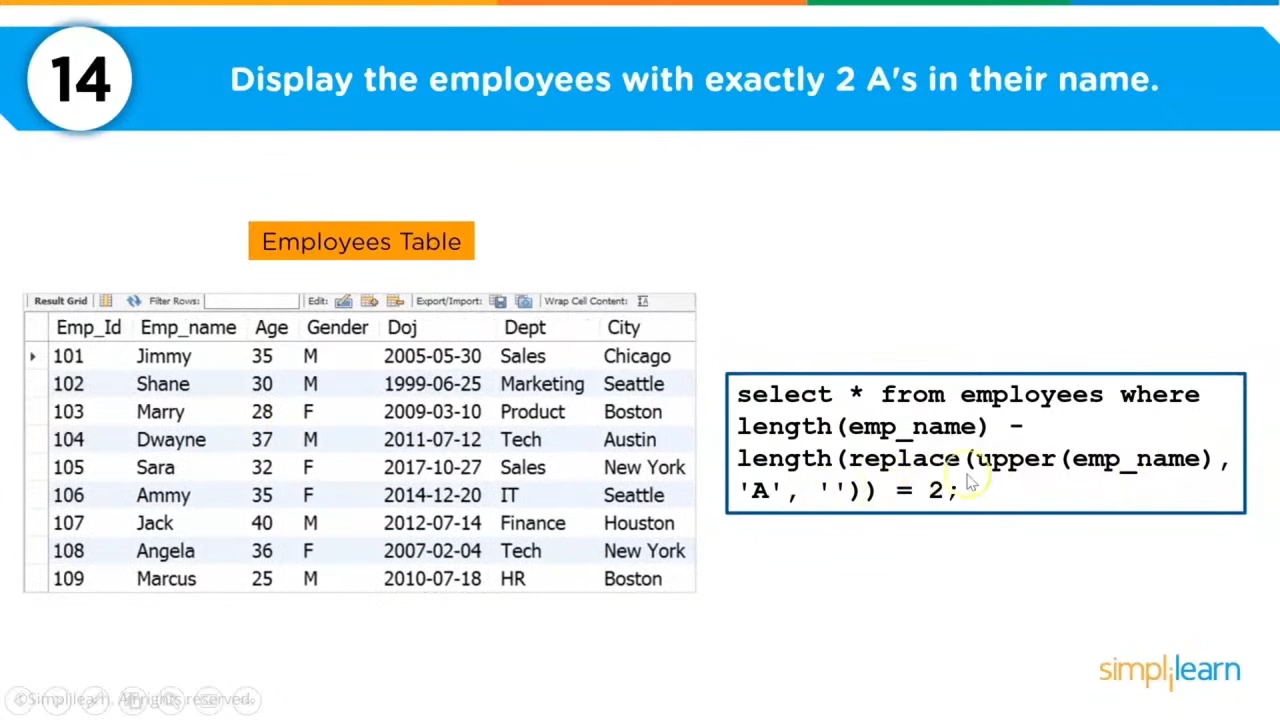 14
Display the employees with exactly 2 A's in their name.
Employees Table
Result Grid Filter Rows: Edit: Export/Import: Wrap Cell Content: IA
Emp_Id Emp_name Age Gender Doj Dept City
101 Jimmy 35 M 2005-05-30 Sales Chicago
102 Shane 30 M 1999-06-25 Marketing Seattle
103 Marry 28 F 2009-03-10 Product Boston
104 Dwayne 37 M 2011-07-12 Tech Austin
105 Sara 32 F 2017-10-27 Sales New York
106 Ammy 35 F 2014-12-20 IT Seattle
107 Jack 40 M 2012-07-14 Finance Houston
108 Angela 36 F 2007-02-04 Tech New York
109 Marcus 25 M 2010-07-18 HR Boston
select * from employees where
length(emp_name) -
length(replace(upper(emp_name),
'A', '')) = 2;
simplilearn
©Simplilearn. All rights reserved.